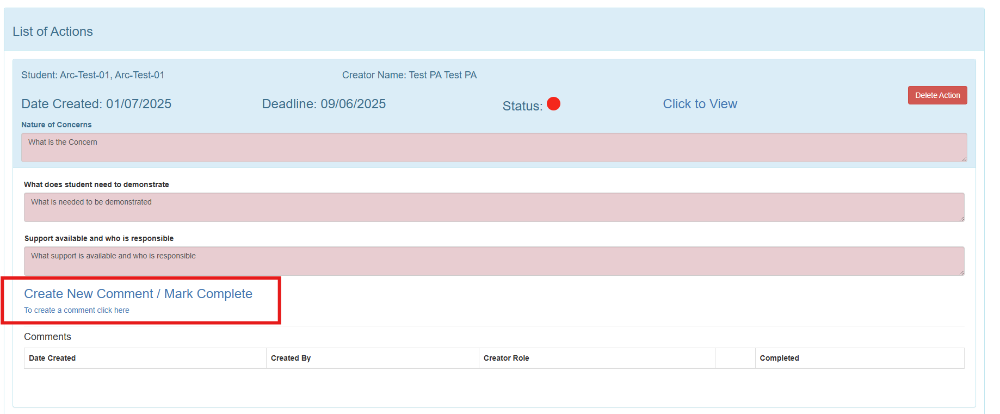 List of Actions
Student: Arc-Test-01, Arc-Test-01 Creator Name: Test PA Test PA
Date Created: 01/07/2025 Deadline: 09/06/2025 Status: Click to View Delete Action
Nature of Concerns
What is the Concern
What does student need to demonstrate
What is needed to be demonstrated
Support available and who is responsible
What support is available and who is responsible
Create New Comment / Mark Complete
To create a comment click here
Comments
Date Created Created By Creator Role Completed